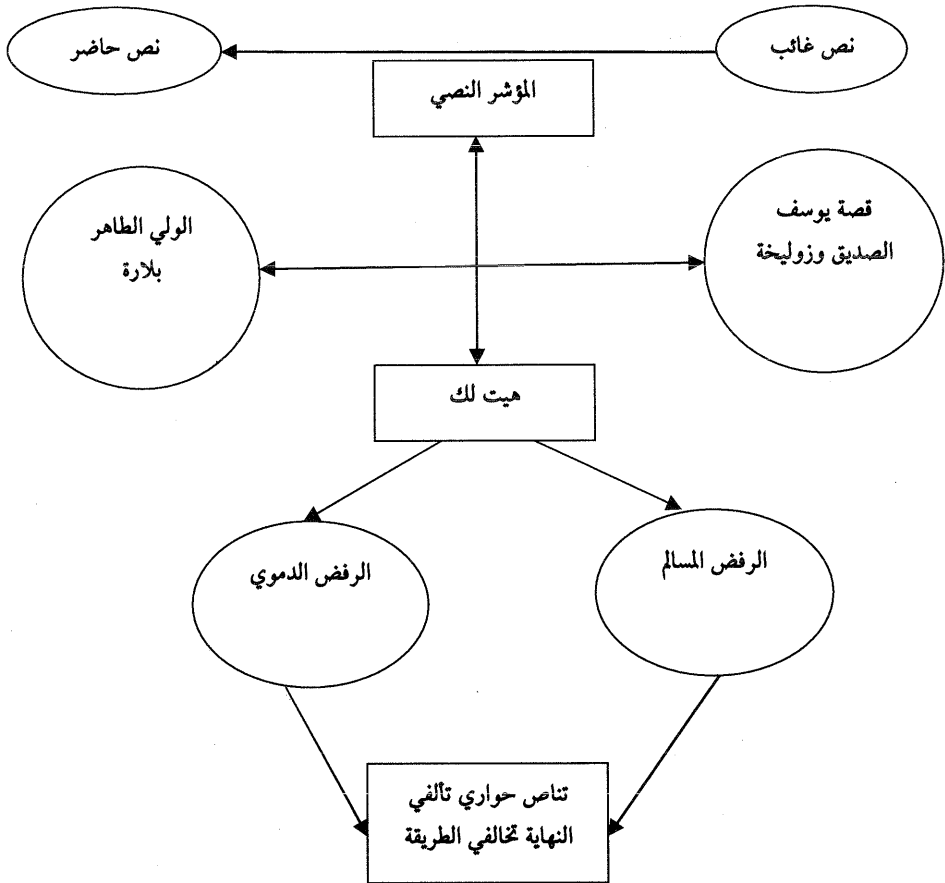 نص غائب
نص حاضر
المؤشر النصي
قصة يوسف
الصديق وزوليخة
الولي الطاهر
بلارة
هيت لك
الرفض المسالم
الرفض الدموي
تناص حواري تألفي
النهاية تخالفي الطريقة